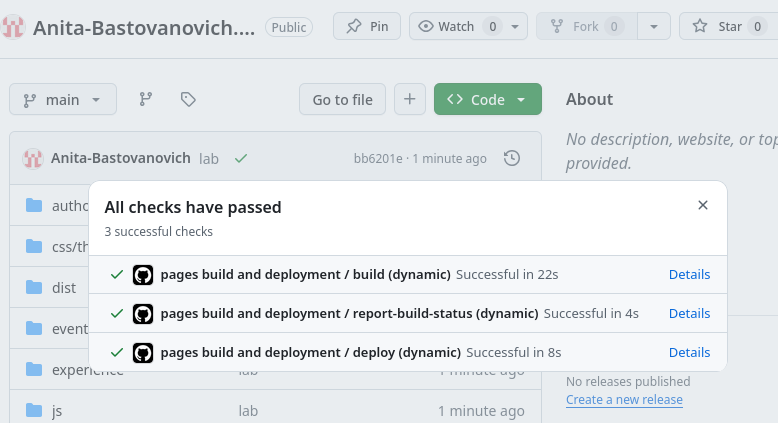 Anita-Bastovanovich.... Public Pin Watch 0 Fork 0 Star 0
main Go to file Code About
Anita-Bastovanovich lab bb6201e · 1 minute ago No description, website, or top
provided.
All checks have passed
3 successful checks
pages build and deployment / build (dynamic) Successful in 22s Details
pages build and deployment / report-build-status (dynamic) Successful in 4s Details
pages build and deployment / deploy (dynamic) Successful in 8s Details
autho
css/th
dist
event
experience lab 1 minute ago
No releases published
Create a new release
js lab 1 minute ago